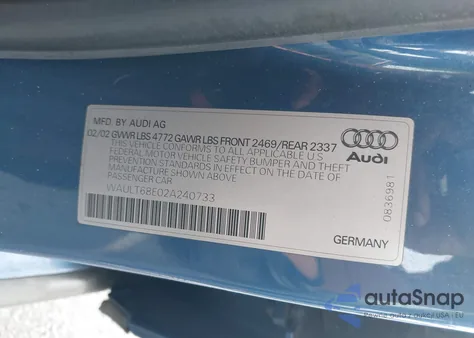 MFD. BY AUDI AG
02/02 GVWR LBS 4772 GAWR LBS FRONT 2469/REAR 2337
THIS VEHICLE CONFORMS TO ALL APPLICABLE U.S.
FEDERAL MOTOR VEHICLE SAFETY BUMPER AND THEFT
PREVENTION STANDARDS IN EFFECT ON THE DATE OF
MANUFACTURE SHOWN ABOVE.
PASSENGER CAR
WAULT68E02A240733
Audi
0836981
GERMANY
autoSnap